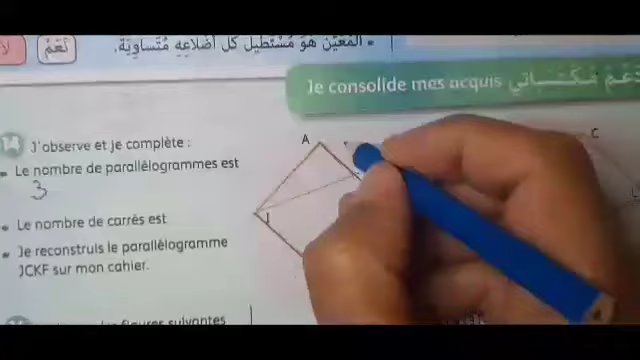 المعين هو مستطيل كل أضلاعه متساوية.
نعم
Je consolide mes acquis
14 J'observe et je complète :
Le nombre de parallélogrammes est
3
Le nombre de carrés est
Je reconstruis le parallélogramme
JCKF sur mon cahier.
A
C
J